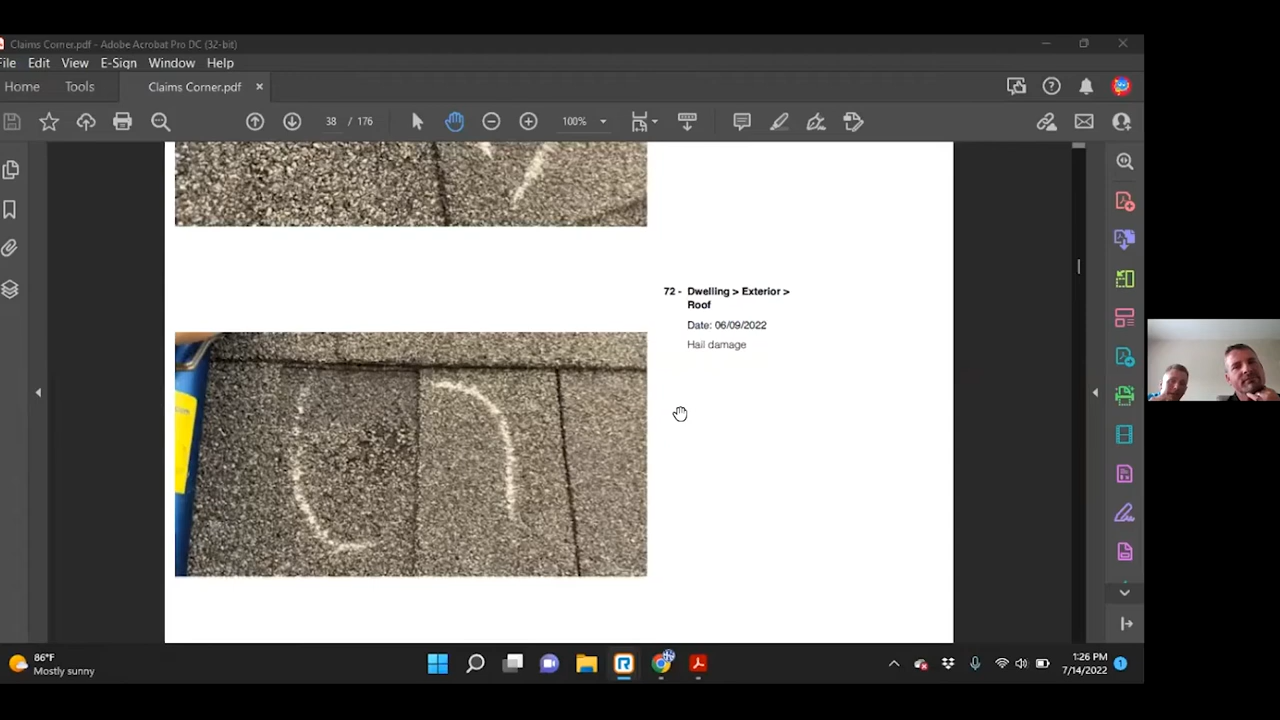 Claims Corner.pdf - Adobe Acrobat Pro DC (32-bit)
File Edit View E-Sign Window Help
Home Tools Claims Corner.pdf ×
38 / 176 100%
72 - Dwelling > Exterior >
Roof
Date: 06/09/2022
Hail damage
86°F
Mostly sunny
1:26 PM
7/14/2022
1